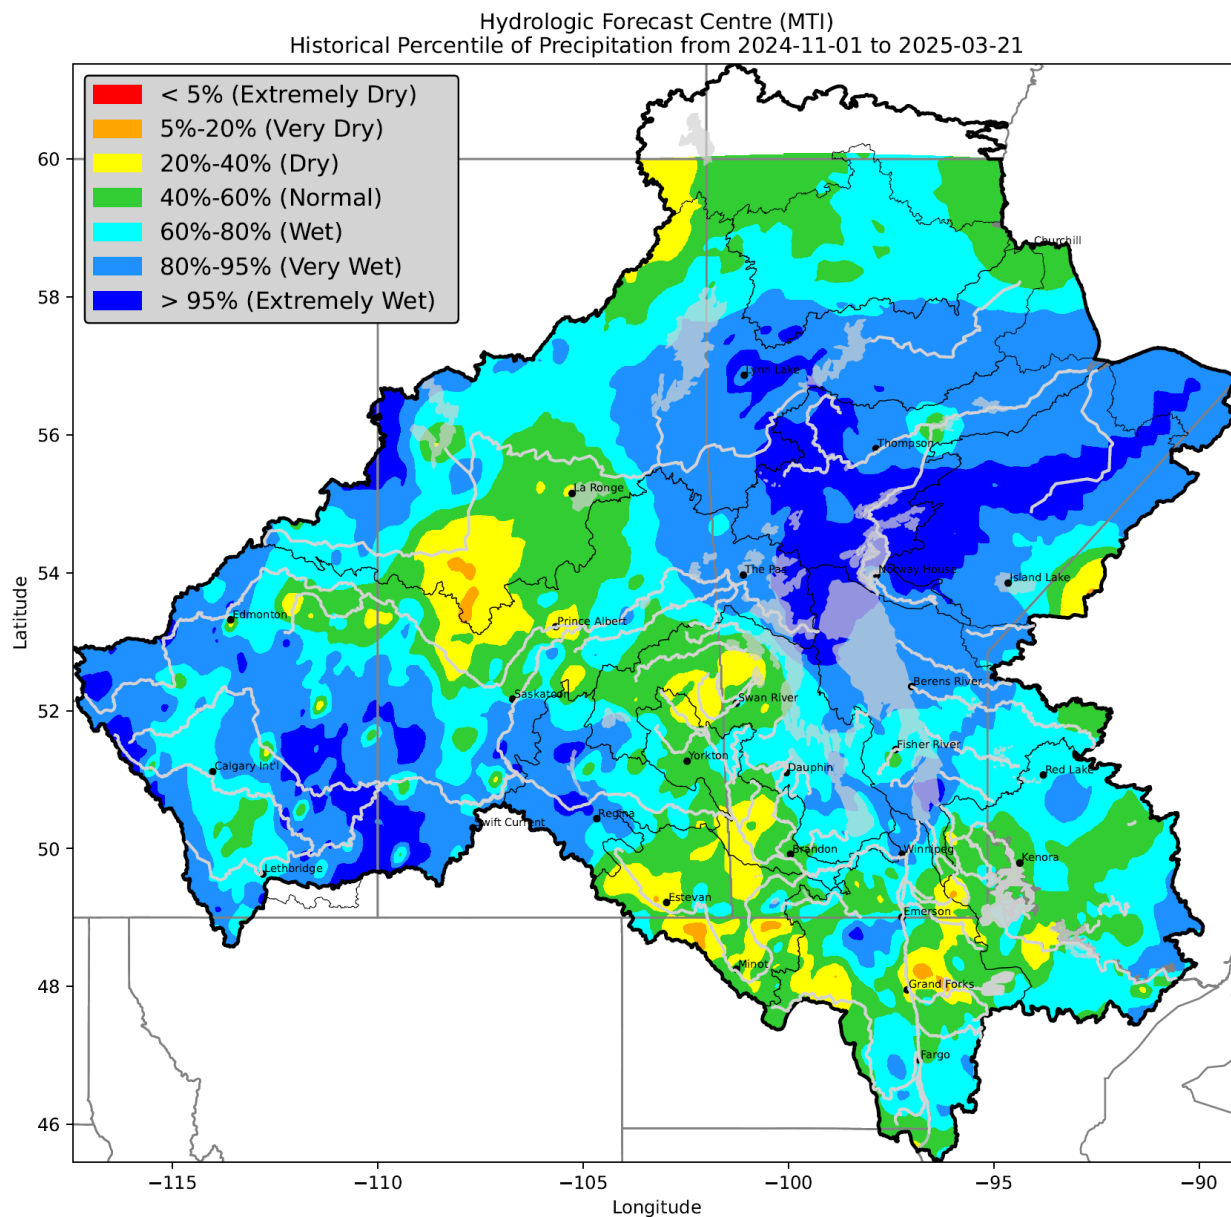 Hydrologic Forecast Centre (MTI)
Historical Percentile of Precipitation from 2024-11-01 to 2025-03-21
< 5% (Extremely Dry)
5%-20% (Very Dry)
20%-40% (Dry)
40%-60% (Normal)
60%-80% (Wet)
80%-95% (Very Wet)
> 95% (Extremely Wet)
60
58
56
54
52
50
48
46
Latitude
Churchill
Lynn Lake
Thompson
La Ronge
The Pas
Norway House
Island Lake
Edmonton
Prince Albert
Berens River
Saskatoon
Swan River
Fisher River
Yorkton
Calgary Int'l
Dauphin
Red Lake
Regina
Swift Current
Brandon
Winnipeg
Kenora
Lethbridge
Estevan
Emerson
Minot
Grand Forks
Fargo
−115
−110
−105
−100
−95
−90
Longitude